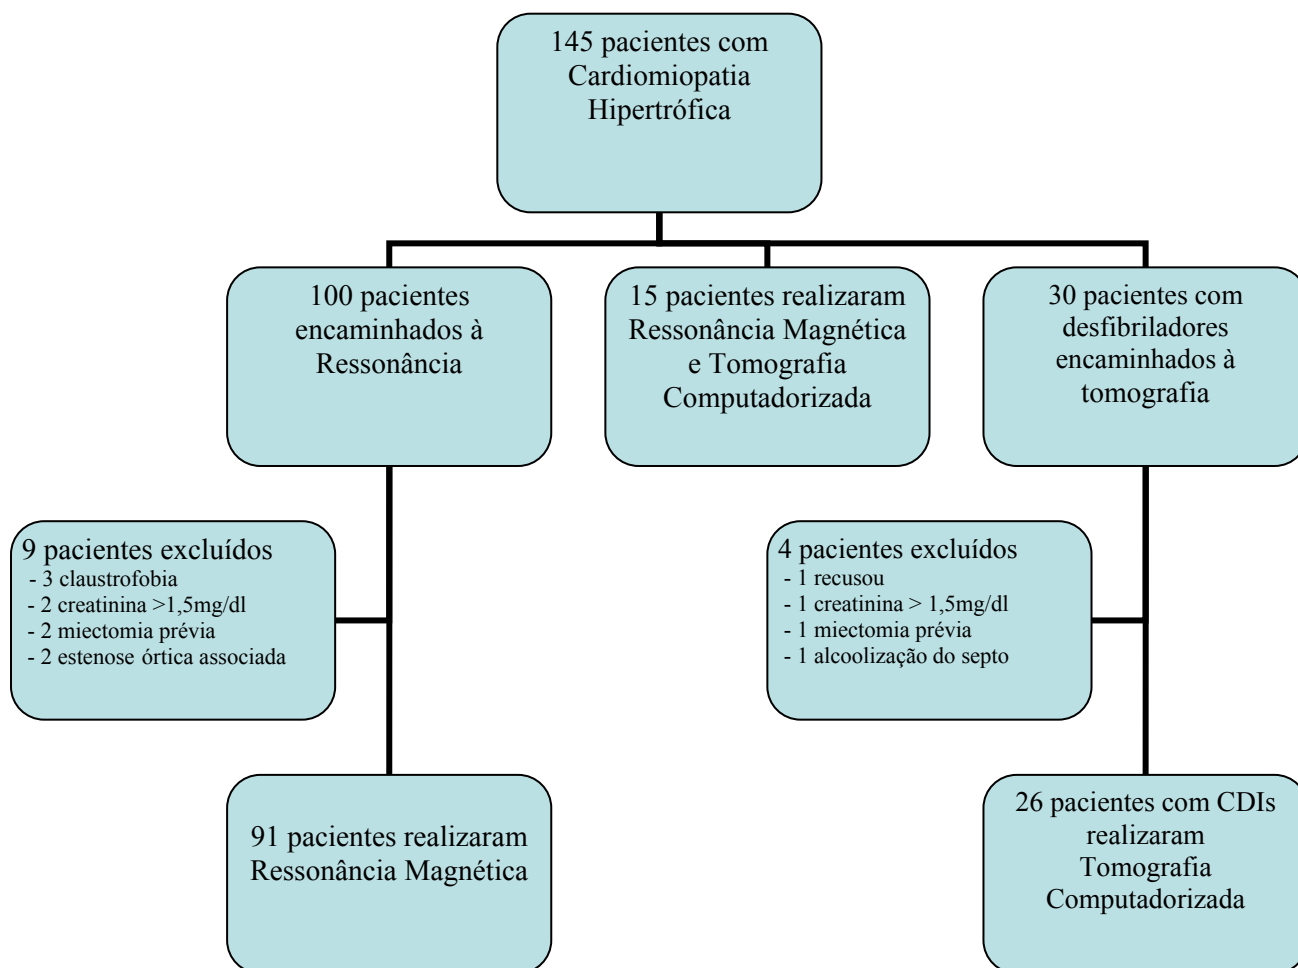 145 pacientes com
Cardiomiopatia
Hipertrófica
100 pacientes
encaminhados à
Ressonância
15 pacientes realizaram
Ressonância Magnética
e Tomografia
Computadorizada
30 pacientes com
desfibriladores
encaminhados à
tomografia
9 pacientes excluídos
- 3 claustrofobia
- 2 creatinina >1,5mg/dl
- 2 miectomia prévia
- 2 estenose órtica associada
4 pacientes excluídos
- 1 recusou
- 1 creatinina > 1,5mg/dl
- 1 miectomia prévia
- 1 alcoolização do septo
91 pacientes realizaram
Ressonância Magnética
26 pacientes com CDIs
realizaram
Tomografia
Computadorizada